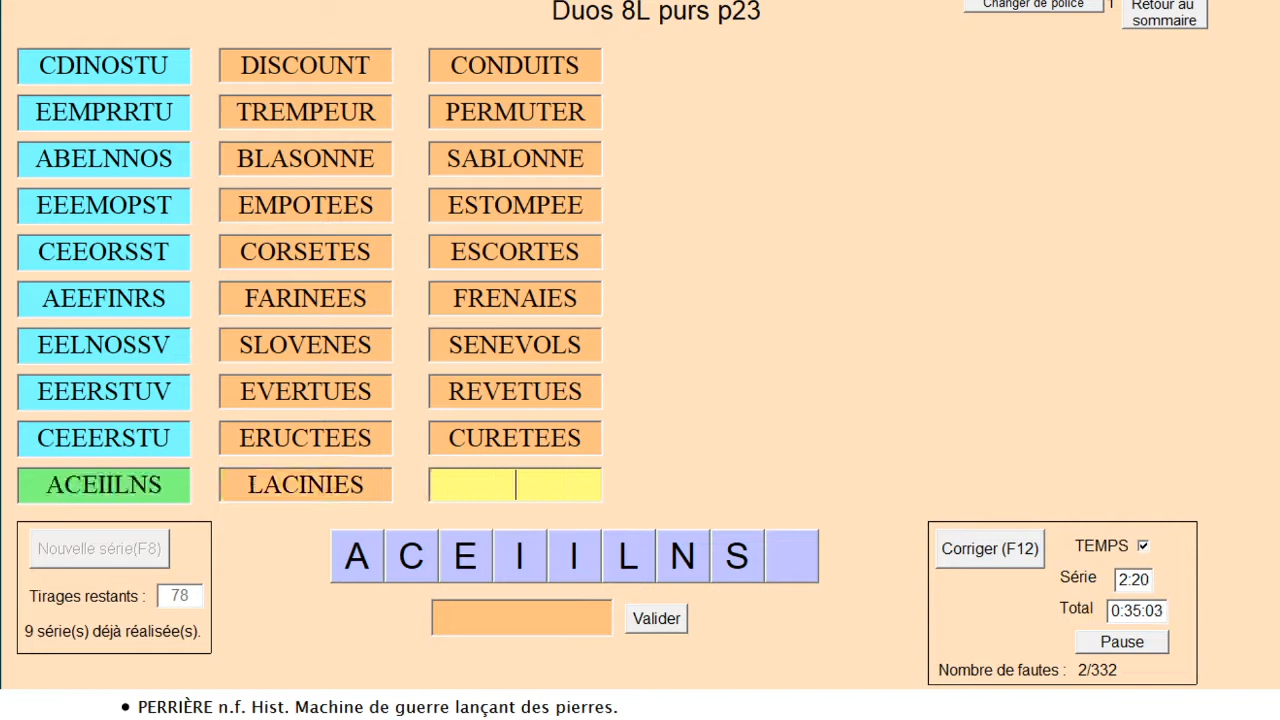 Duos 8L purs p23
Changer de police 1 Retour au
sommaire
CDINOSTU DISCOUNT CONDUITS
EEMPRRTU TREMPEUR PERMUTER
ABELNNOS BLASONNE SABLONNE
EEEMOPST EMPOTEES ESTOMPEE
CEEORSST CORSETES ESCORTES
AEEFINRS FARINEES FRENAIES
EELNOSSV SLOVENES SENEVOLS
EEERSTUV EVERTUES REVETUES
CEEERSTU ERUCTEES CURETEES
ACEIILNS LACINIES
Nouvelle série(F8)
Tirages restants : 78
9 série(s) déjà réalisée(s).
A C E I I L N S
Valider
Corriger (F12) TEMPS
Série 2:20
Total 0:35:03
Pause
Nombre de fautes : 2/332
• PERRIÈRE n.f. Hist. Machine de guerre lançant des pierres.